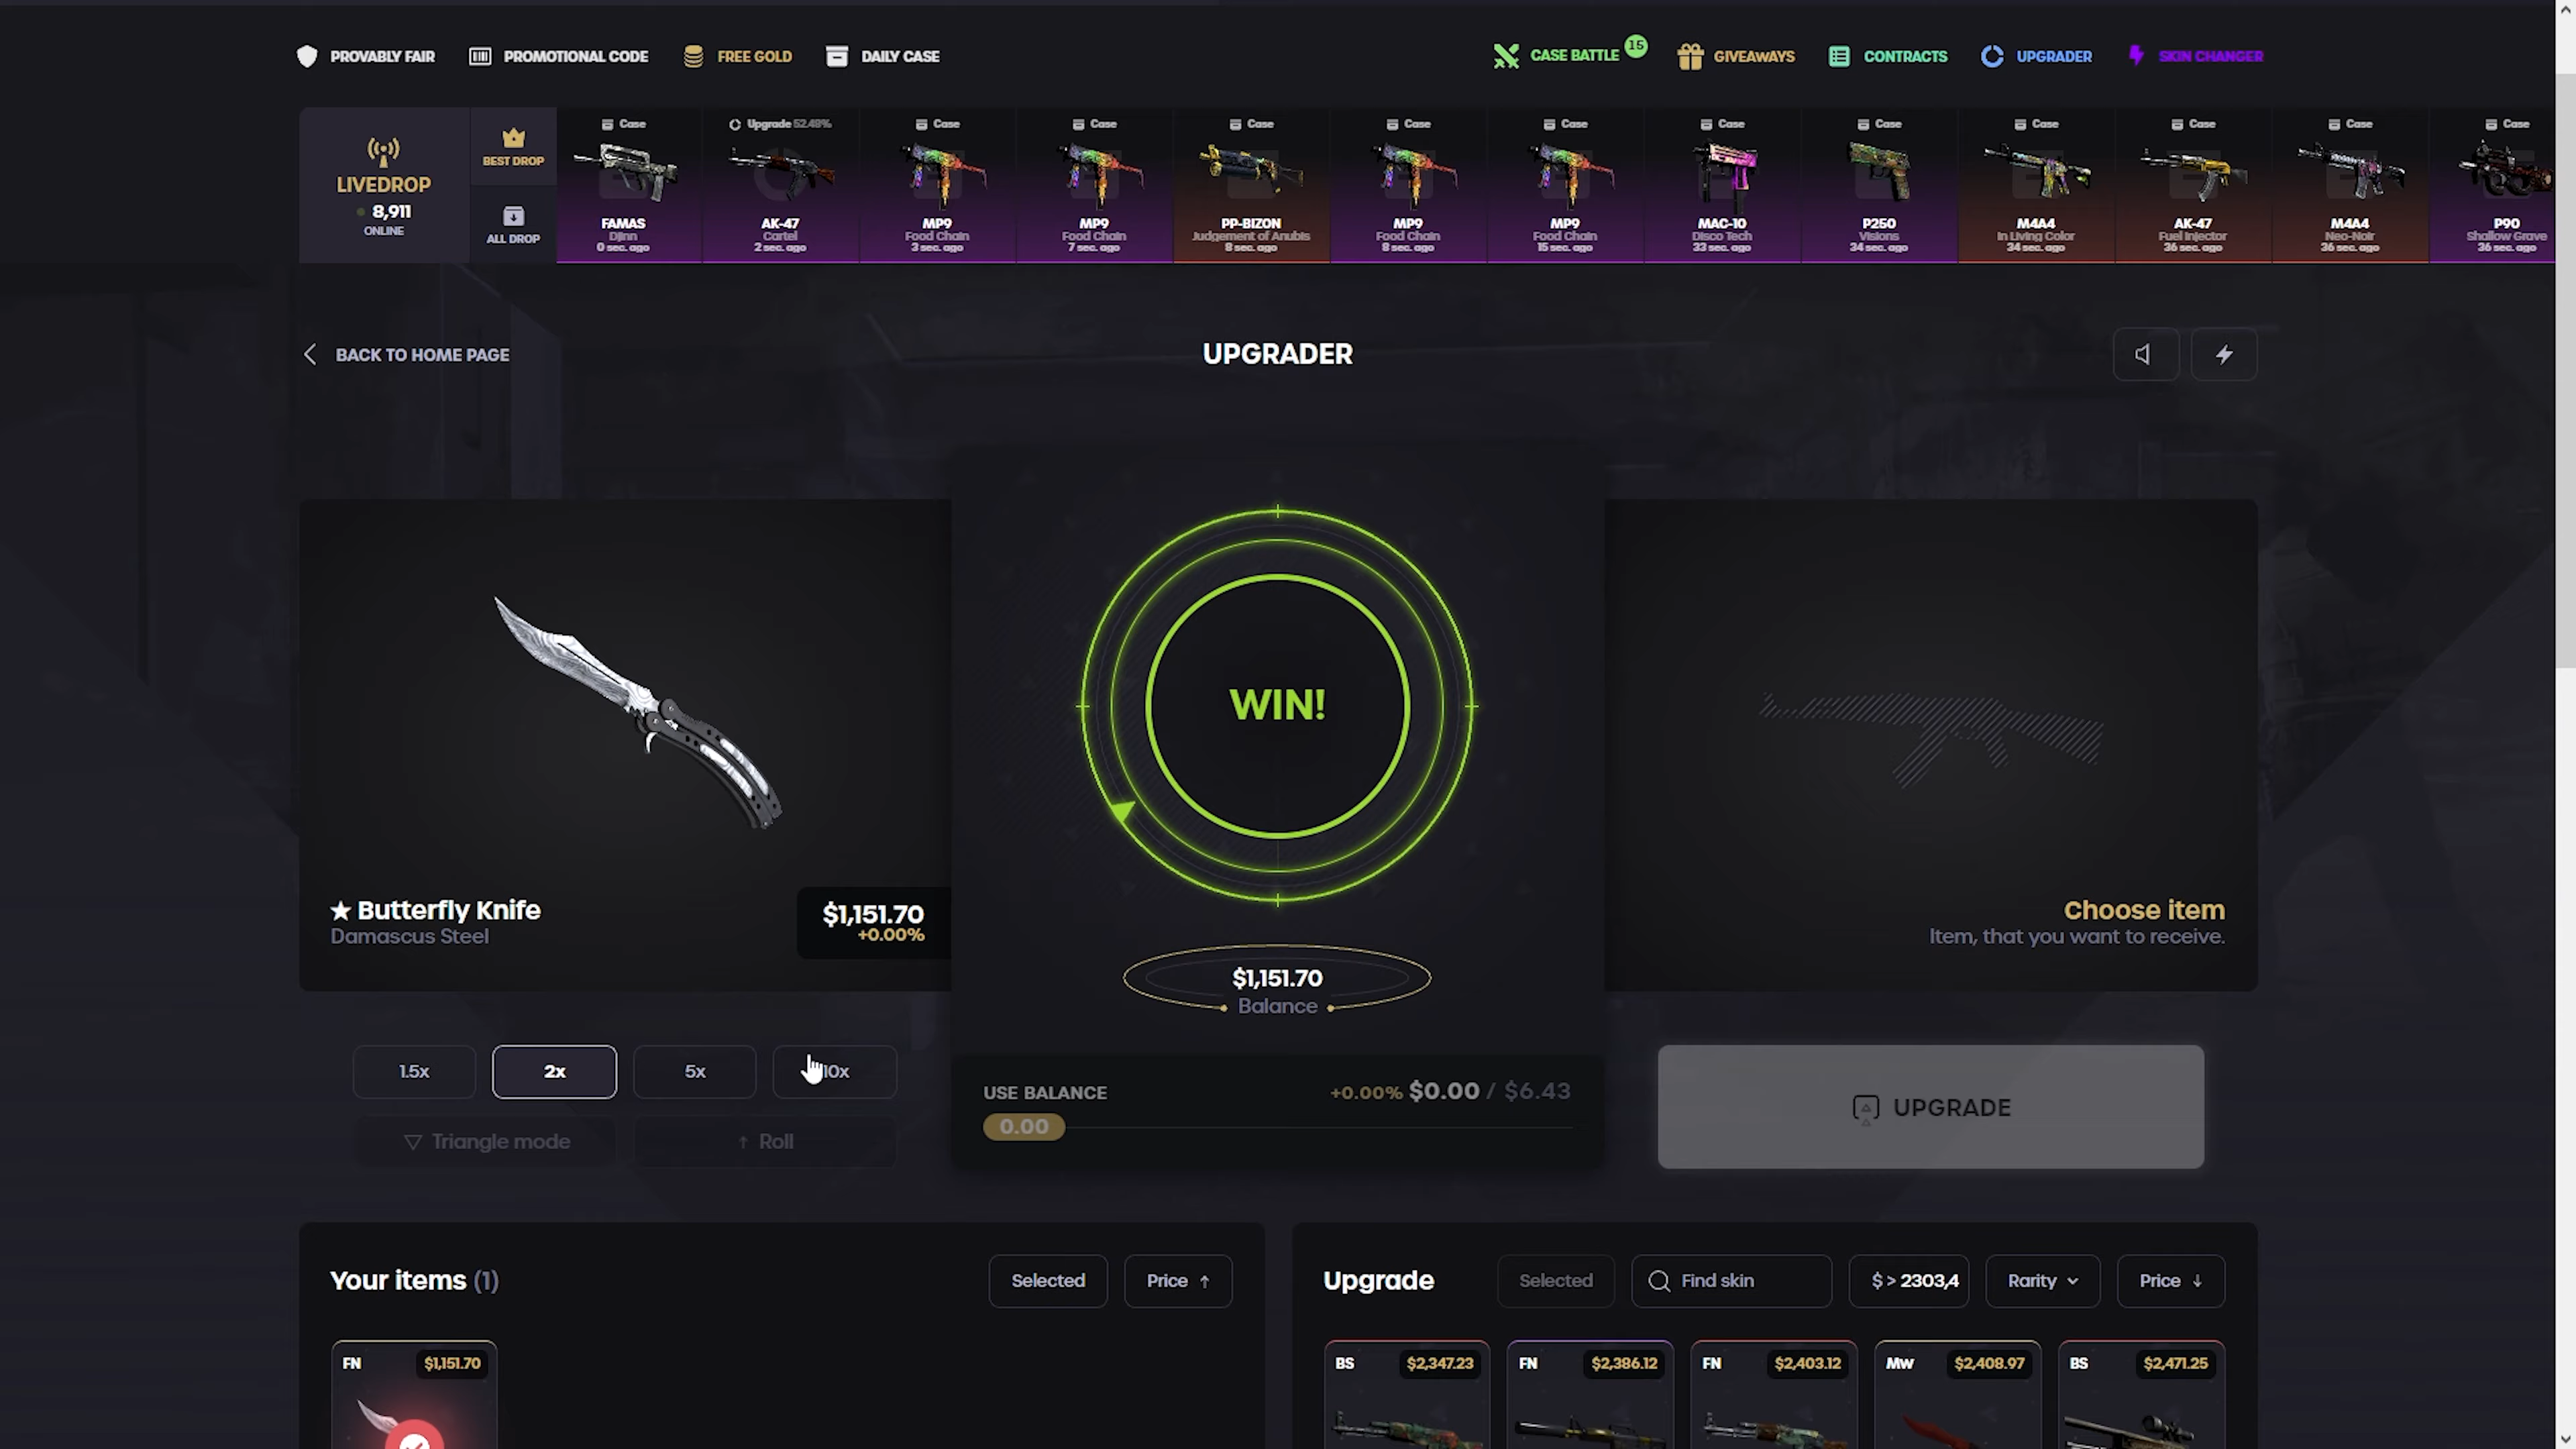 PROVABLY FAIR
PROMOTIONAL CODE
FREE GOLD
DAILY CASE
CASE BATTLE 15
GIVEAWAYS
CONTRACTS
UPGRADER
SKIN CHANGER
LIVEDROP
8,911
ONLINE
BEST DROP
ALL DROP
Case
FAMAS
Djinn
0 sec. ago
Upgrade 52.48%
AK-47
Cartel
2 sec. ago
Case
MP9
Food Chain
3 sec. ago
Case
MP9
Food Chain
7 sec. ago
Case
PP-BIZON
Judgement of Anubis
8 sec. ago
Case
MP9
Food Chain
8 sec. ago
Case
MP9
Food Chain
15 sec. ago
Case
MAC-10
Disco Tech
33 sec. ago
Case
P250
Visions
34 sec. ago
Case
M4A4
In Living Color
34 sec. ago
Case
AK-47
Fuel Injector
36 sec. ago
Case
M4A4
Neo-Noir
36 sec. ago
Case
P90
Shallow Grave
36 sec. ago
BACK TO HOME PAGE
UPGRADER
WIN!
★ Butterfly Knife
Damascus Steel
$1,151.70
+0.00%
$1,151.70
Balance
Choose item
Item, that you want to receive.
1.5x
2x
5x
10x
Triangle mode
↑ Roll
USE BALANCE
+0.00% $0.00 / $6.43
0.00
UPGRADE
Your items (1)
Selected
Price ↑
Upgrade
Selected
Find skin
$ > 2303,4
Rarity
Price ↓
FN $1,151.70
BS $2,347.23
FN $2,386.12
FN $2,403.12
Mw $2,408.97
BS $2,471.25